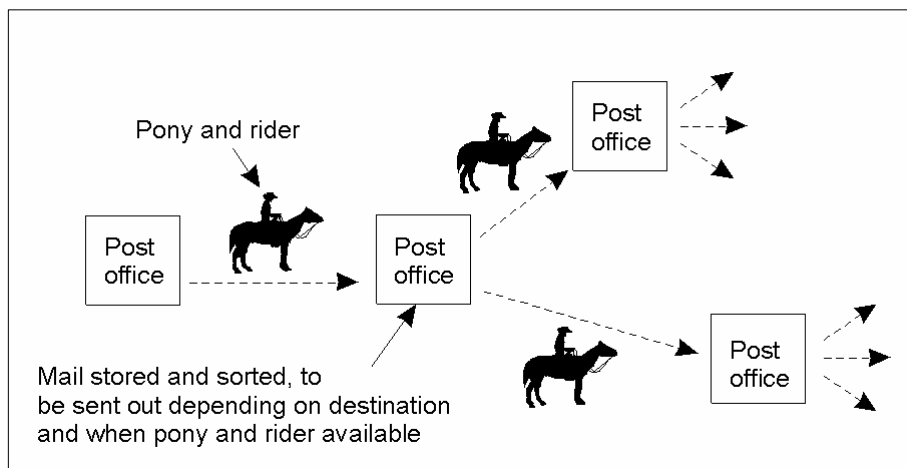 Post
office
Pony and rider
Post
office
Post
office
Post
office
Mail stored and sorted, to
be sent out depending on destination
and when pony and rider available